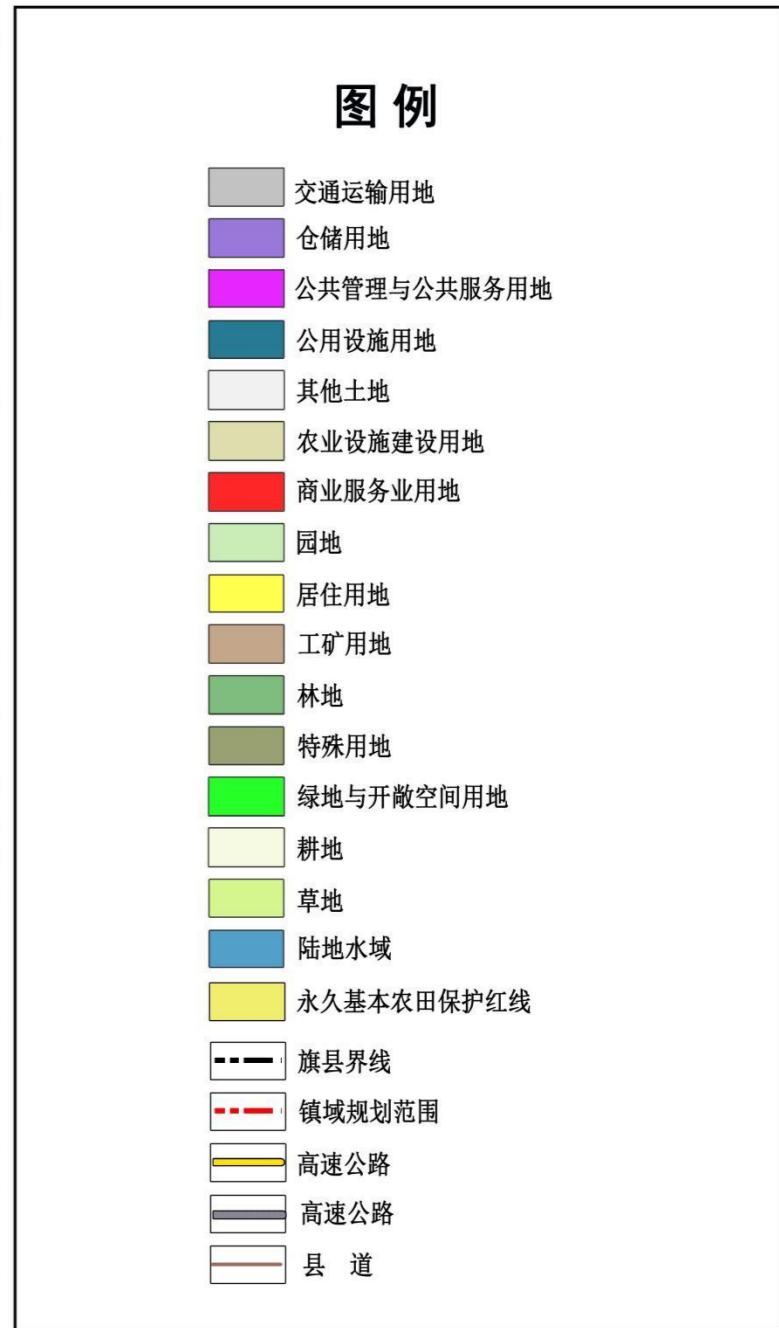 图 例
交通运输用地
仓储用地
公共管理与公共服务用地
公用设施用地
其他土地
农业设施建设用地
商业服务业用地
园地
居住用地
工矿用地
林地
特殊用地
绿地与开敞空间用地
耕地
草地
陆地水域
永久基本农田保护红线
旗县界线
镇域规划范围
高速公路
高速公路
县 道